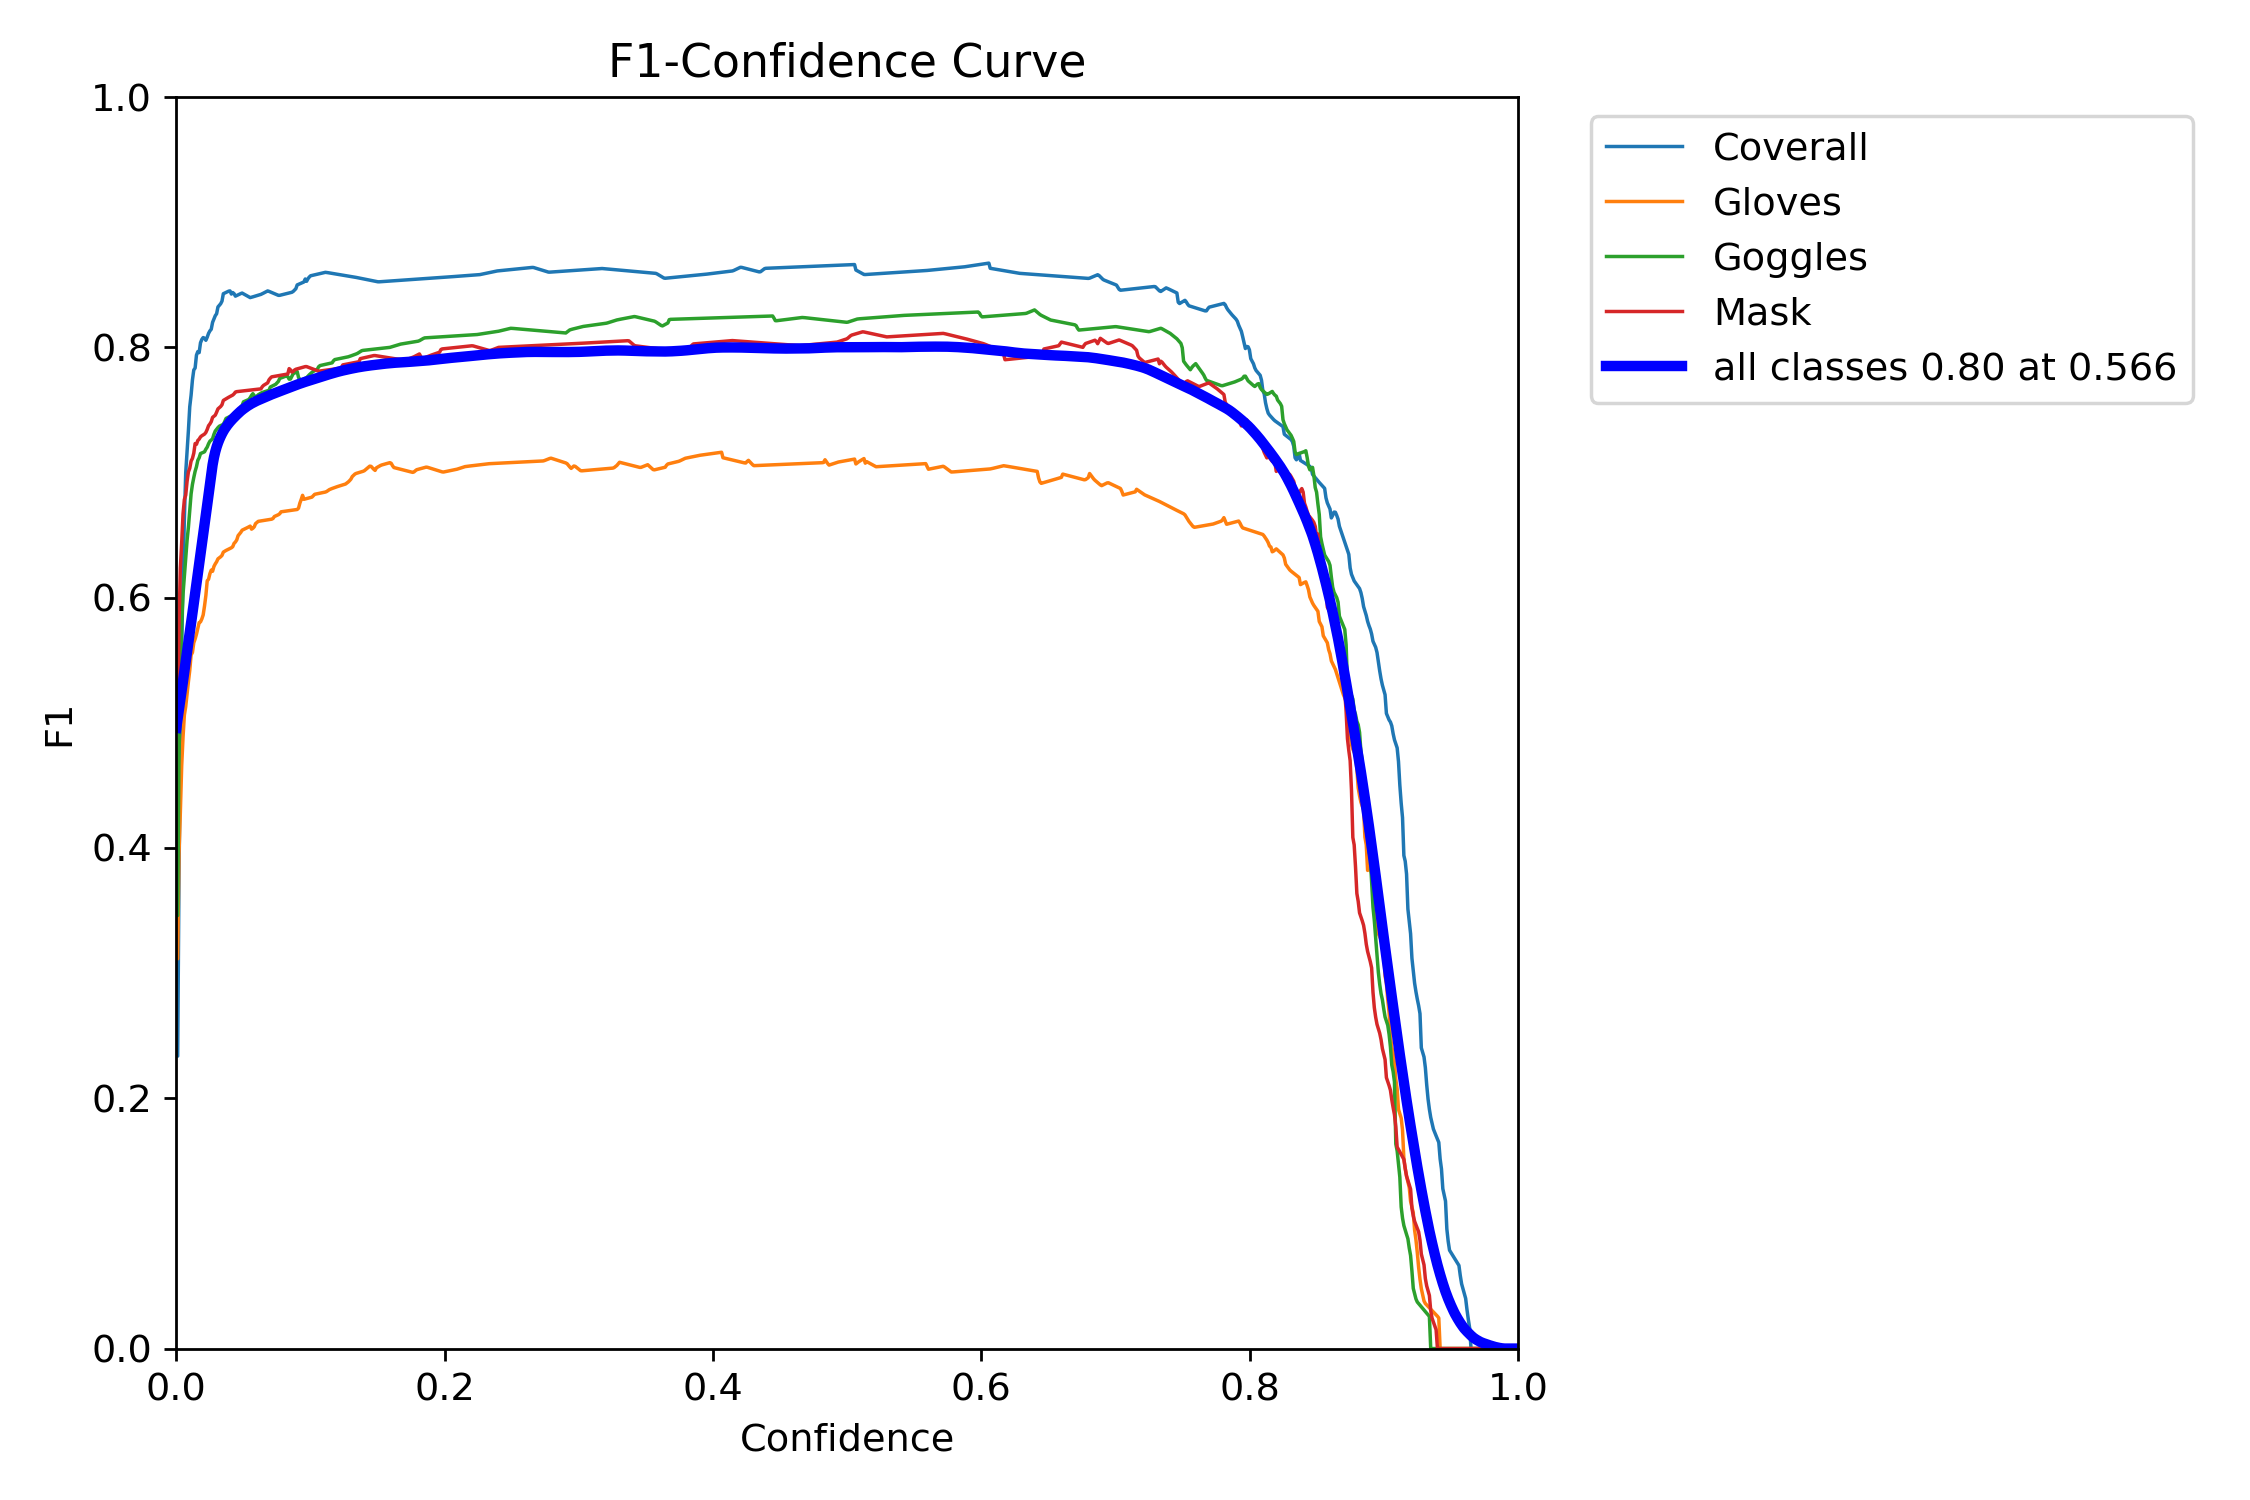 F1-Confidence Curve
1.0
0.8
0.6
0.4
0.2
0.0
F1
0.0 0.2 0.4 0.6 0.8 1.0
Confidence
Coverall
Gloves
Goggles
Mask
all classes 0.80 at 0.566